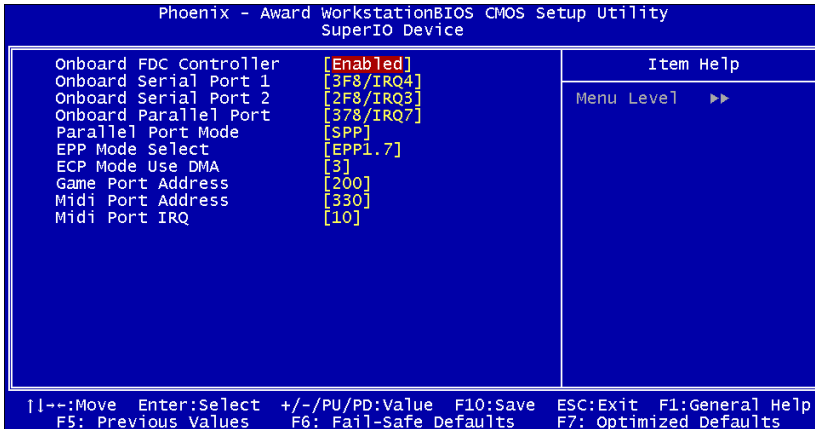 Phoenix - Award WorkstationBIOS CMOS Setup Utility
SuperIO Device
Onboard FDC Controller [Enabled]
Onboard Serial Port 1 [3F8/IRQ4]
Onboard Serial Port 2 [2F8/IRQ3]
Onboard Parallel Port [378/IRQ7]
Parallel Port Mode [SPP]
EPP Mode Select [EPP1.7]
ECP Mode Use DMA [3]
Game Port Address [200]
Midi Port Address [330]
Midi Port IRQ [10]
Item Help
Menu Level ▶▶
↑↓→←:Move Enter:Select +/-/PU/PD:Value F10:Save ESC:Exit F1:General Help
F5: Previous Values F6: Fail-Safe Defaults F7: Optimized Defaults